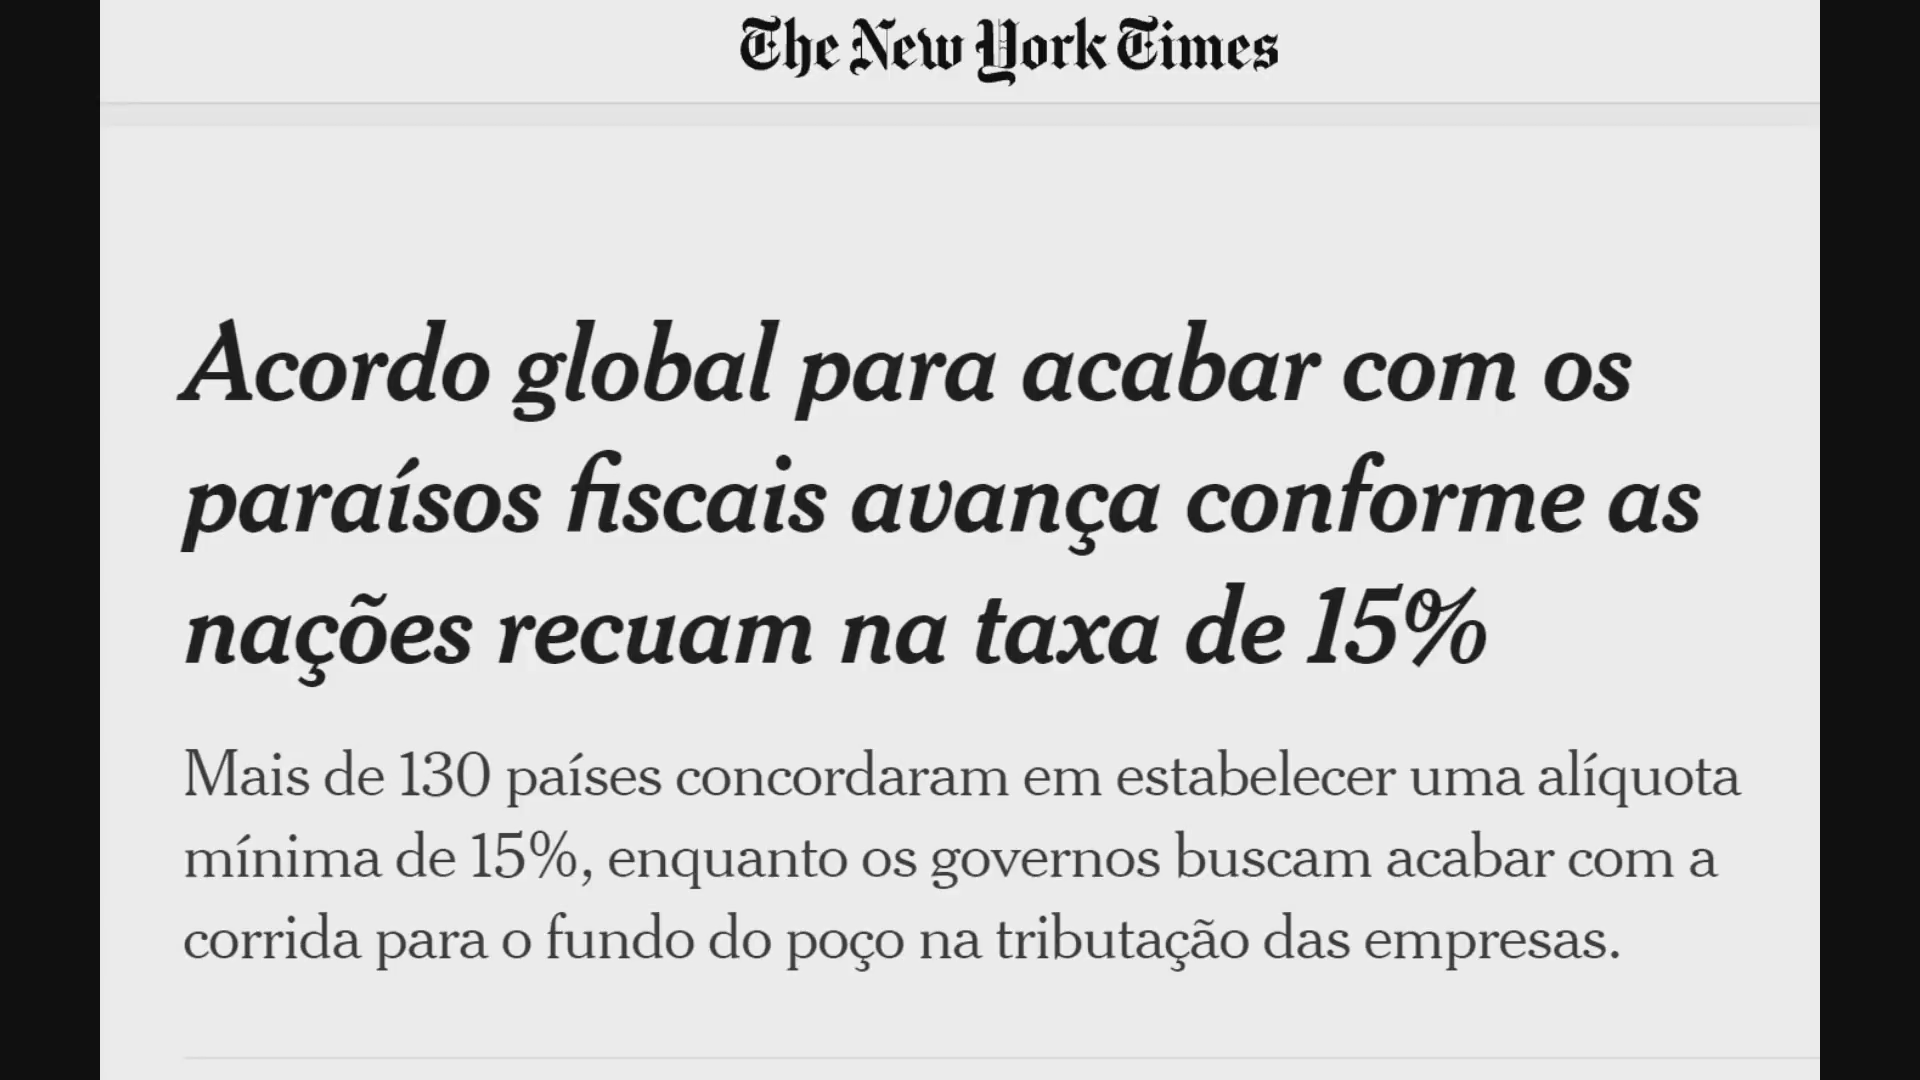 The New York Times
Acordo global para acabar com os
paraísos fiscais avança conforme as
nações recuam na taxa de 15%
Mais de 130 países concordaram em estabelecer uma alíquota
mínima de 15%, enquanto os governos buscam acabar com a
corrida para o fundo do poço na tributação das empresas.